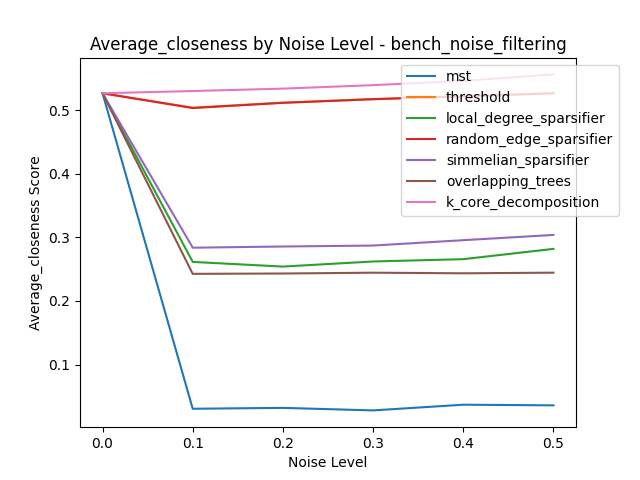 Average_closeness by Noise Level - bench_noise_filtering
Average_closeness Score
0.5
0.4
0.3
0.2
0.1
mst
threshold
local_degree_sparsifier
random_edge_sparsifier
simmelian_sparsifier
overlapping_trees
k_core_decomposition
0.0 0.1 0.2 0.3 0.4 0.5
Noise Level